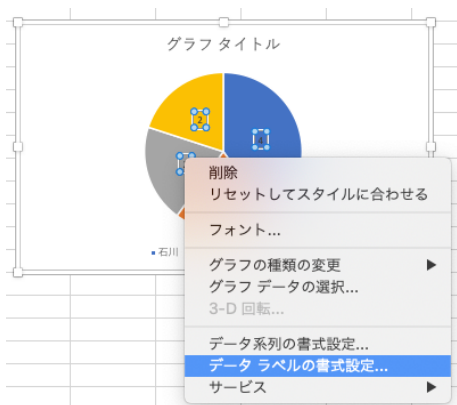 グラフ タイトル
2
4
■石川
削除
リセットしてスタイルに合わせる
フォント...
グラフの種類の変更 ▶
グラフ データの選択...
3-D 回転...
データ系列の書式設定...
データ ラベルの書式設定...
サービス ▶